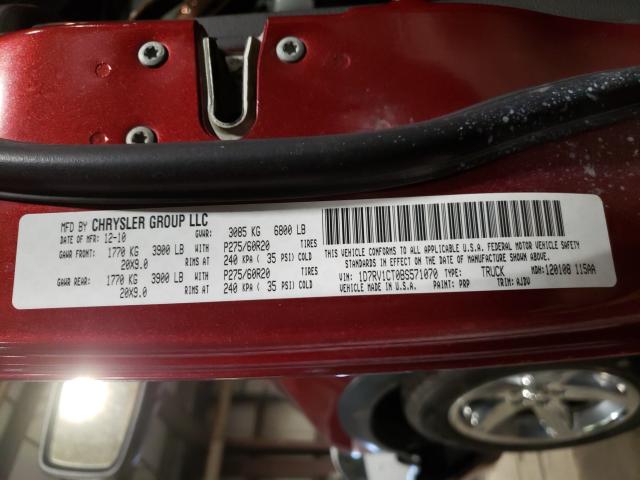 MFD BY CHRYSLER GROUP LLC
DATE OF MFR: 12-10 GVWR: 3085 KG 6800 LB
GAWR FRONT: 1770 KG 3900 LB WITH P275/60R20 TIRES
20X9.0 RIMS AT 240 KPA ( 35 PSI) COLD
GAWR REAR: 1770 KG 3900 LB WITH P275/60R20 TIRES
20X9.0 RIMS AT 240 KPA ( 35 PSI) COLD
THIS VEHICLE CONFORMS TO ALL APPLICABLE U.S.A. FEDERAL MOTOR VEHICLE SAFETY
STANDARDS IN EFFECT ON THE DATE OF MANUFACTURE SHOWN ABOVE.
VIN: 1D7RV1CT0BS571070 TYPE: TRUCK MDH: 120108 115AA
VEHICLE MADE IN U.S.A. PAINT: PRP TRIM: AJDV